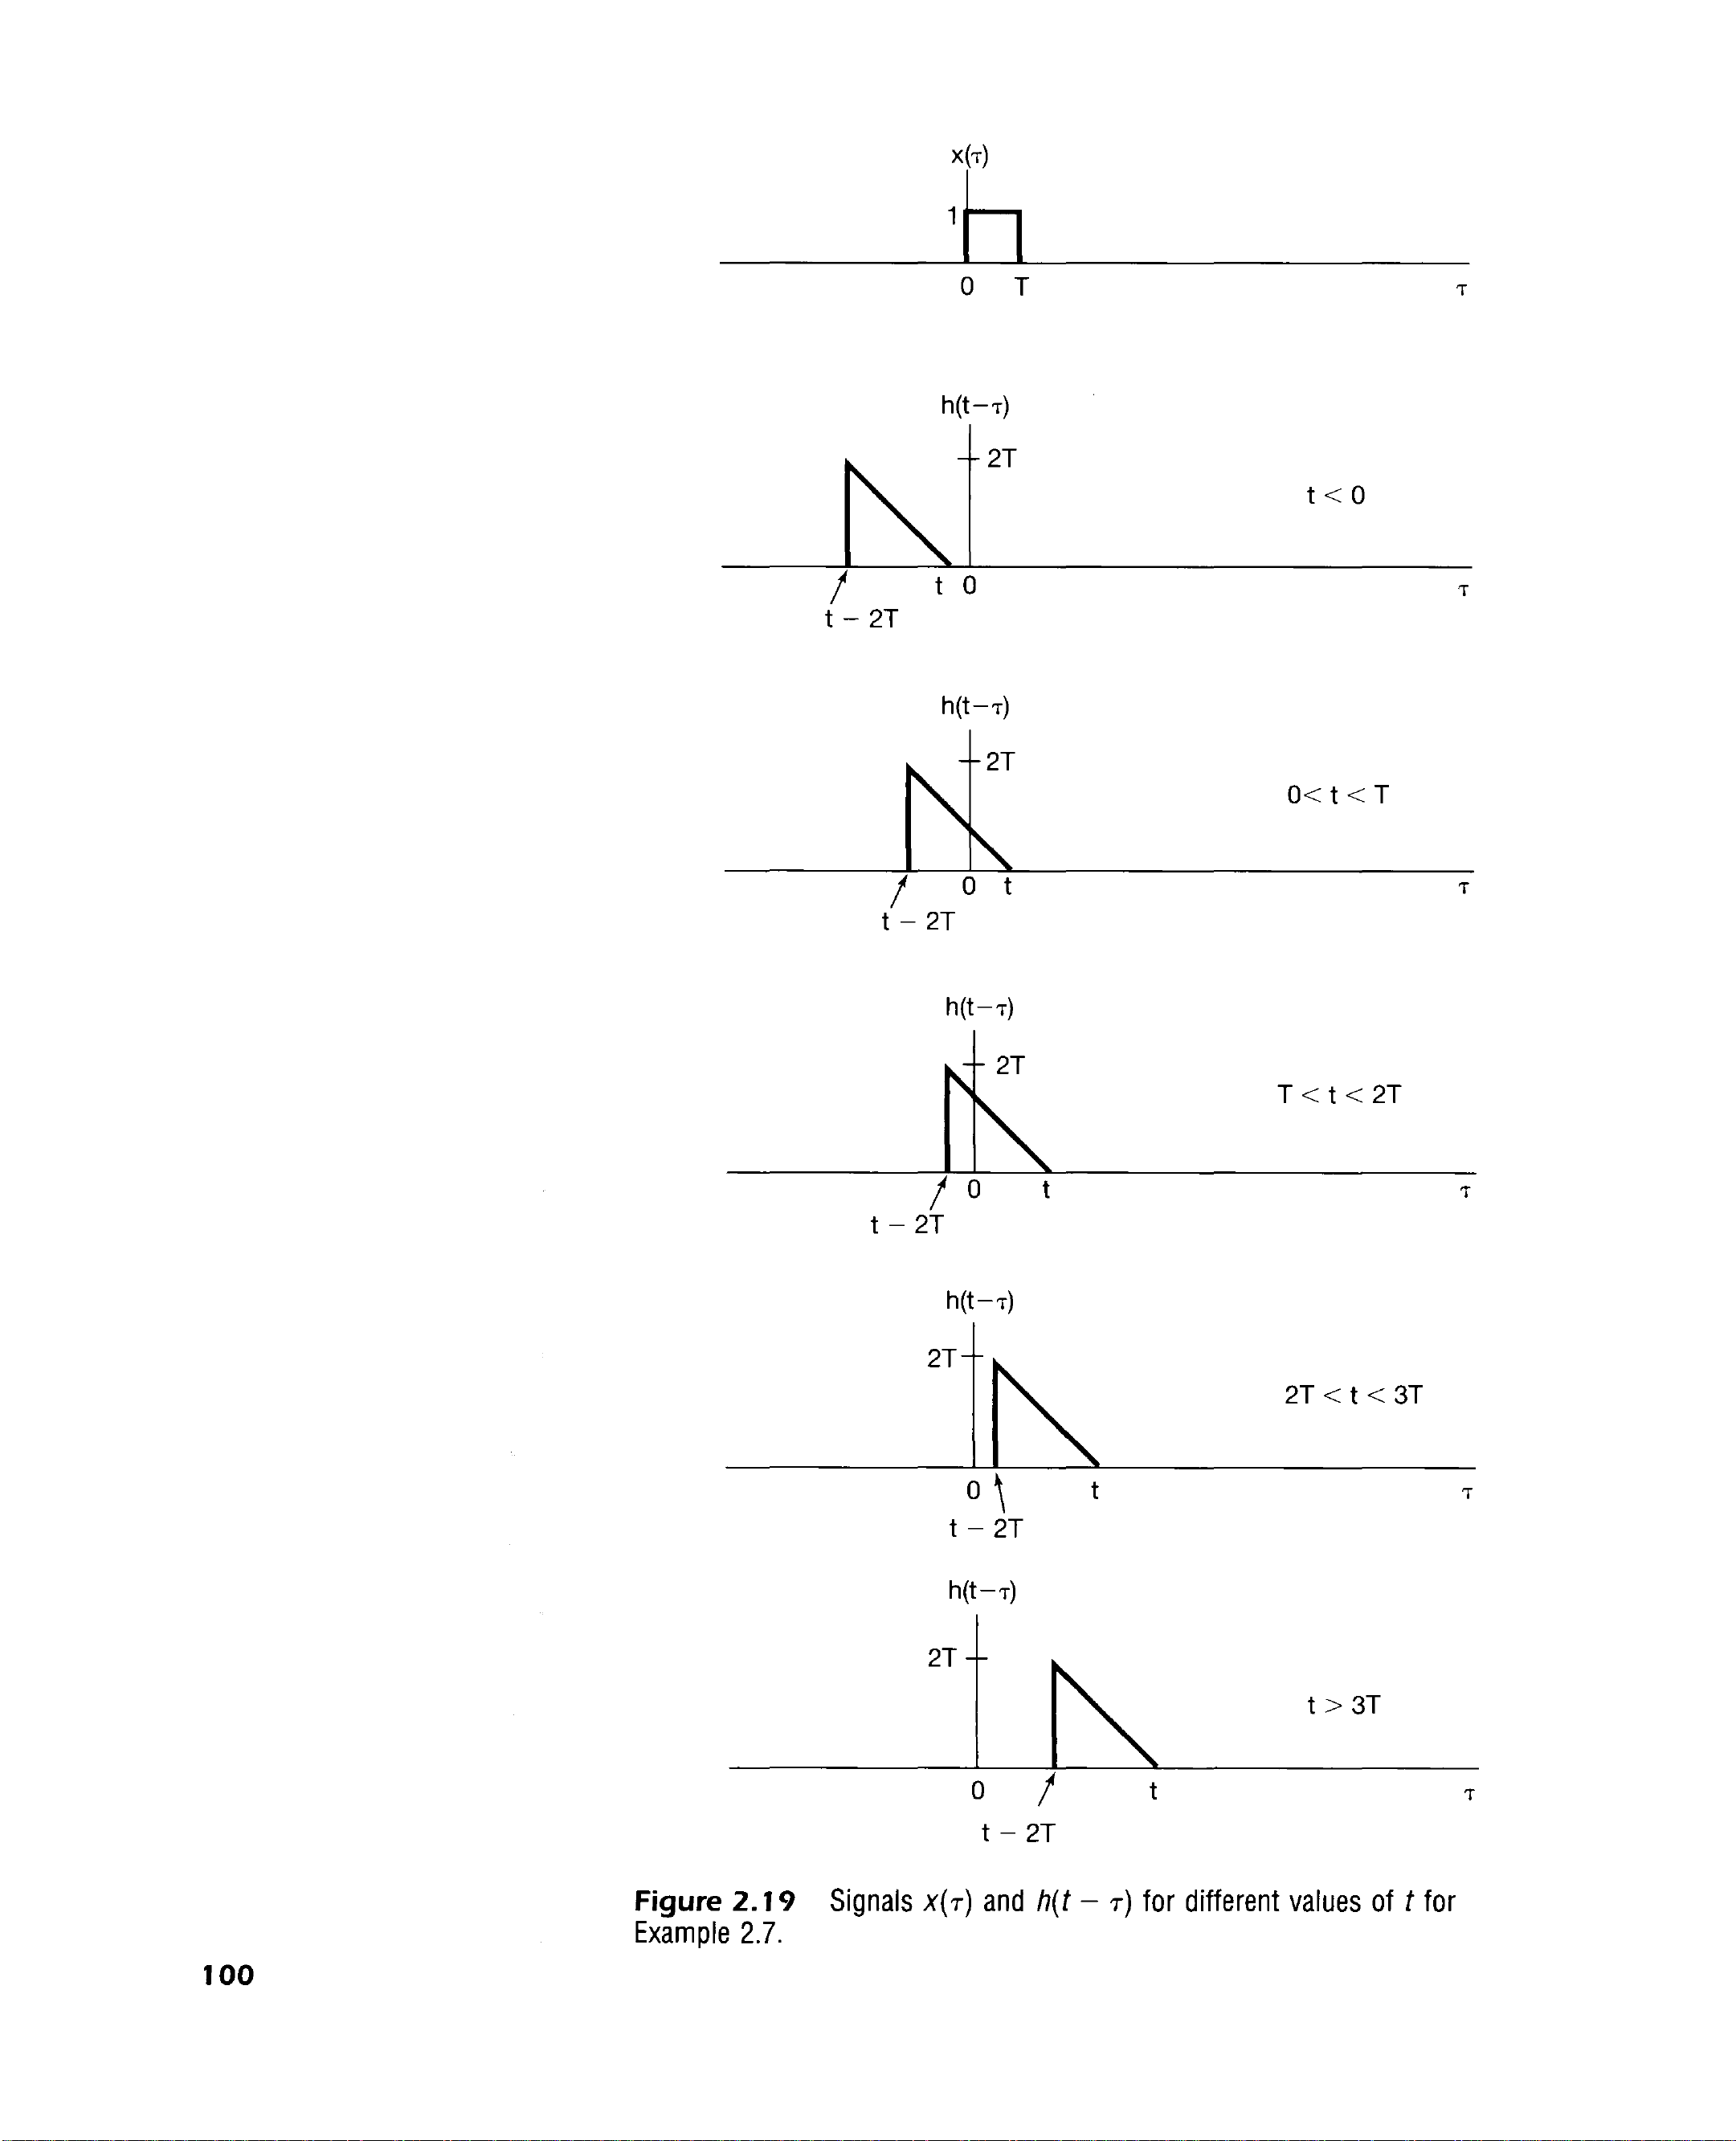 x(τ)
1
0 T τ
h(t−τ)
2T
t < 0
t 0 τ
t − 2T
h(t−τ)
2T
0< t < T
0 t τ
t − 2T
h(t−τ)
2T
T < t < 2T
0 t τ
t − 2T
h(t−τ)
2T
2T < t < 3T
0 t τ
t − 2T
h(t−τ)
2T
t > 3T
0 t τ
t − 2T
Figure 2.19 Signals x(τ) and h(t − τ) for different values of t for
Example 2.7.
100